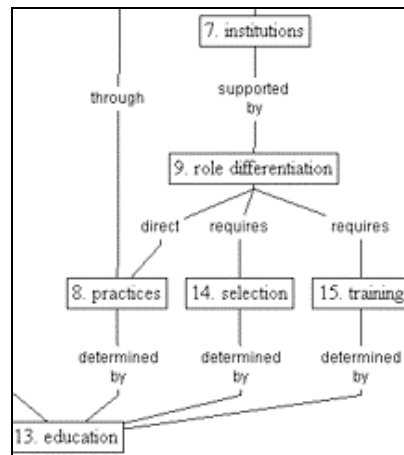 7. institutions
through
supported
by
9. role differentiation
direct
requires
requires
8. practices
14. selection
15. training
determined
by
determined
by
determined
by
13. education